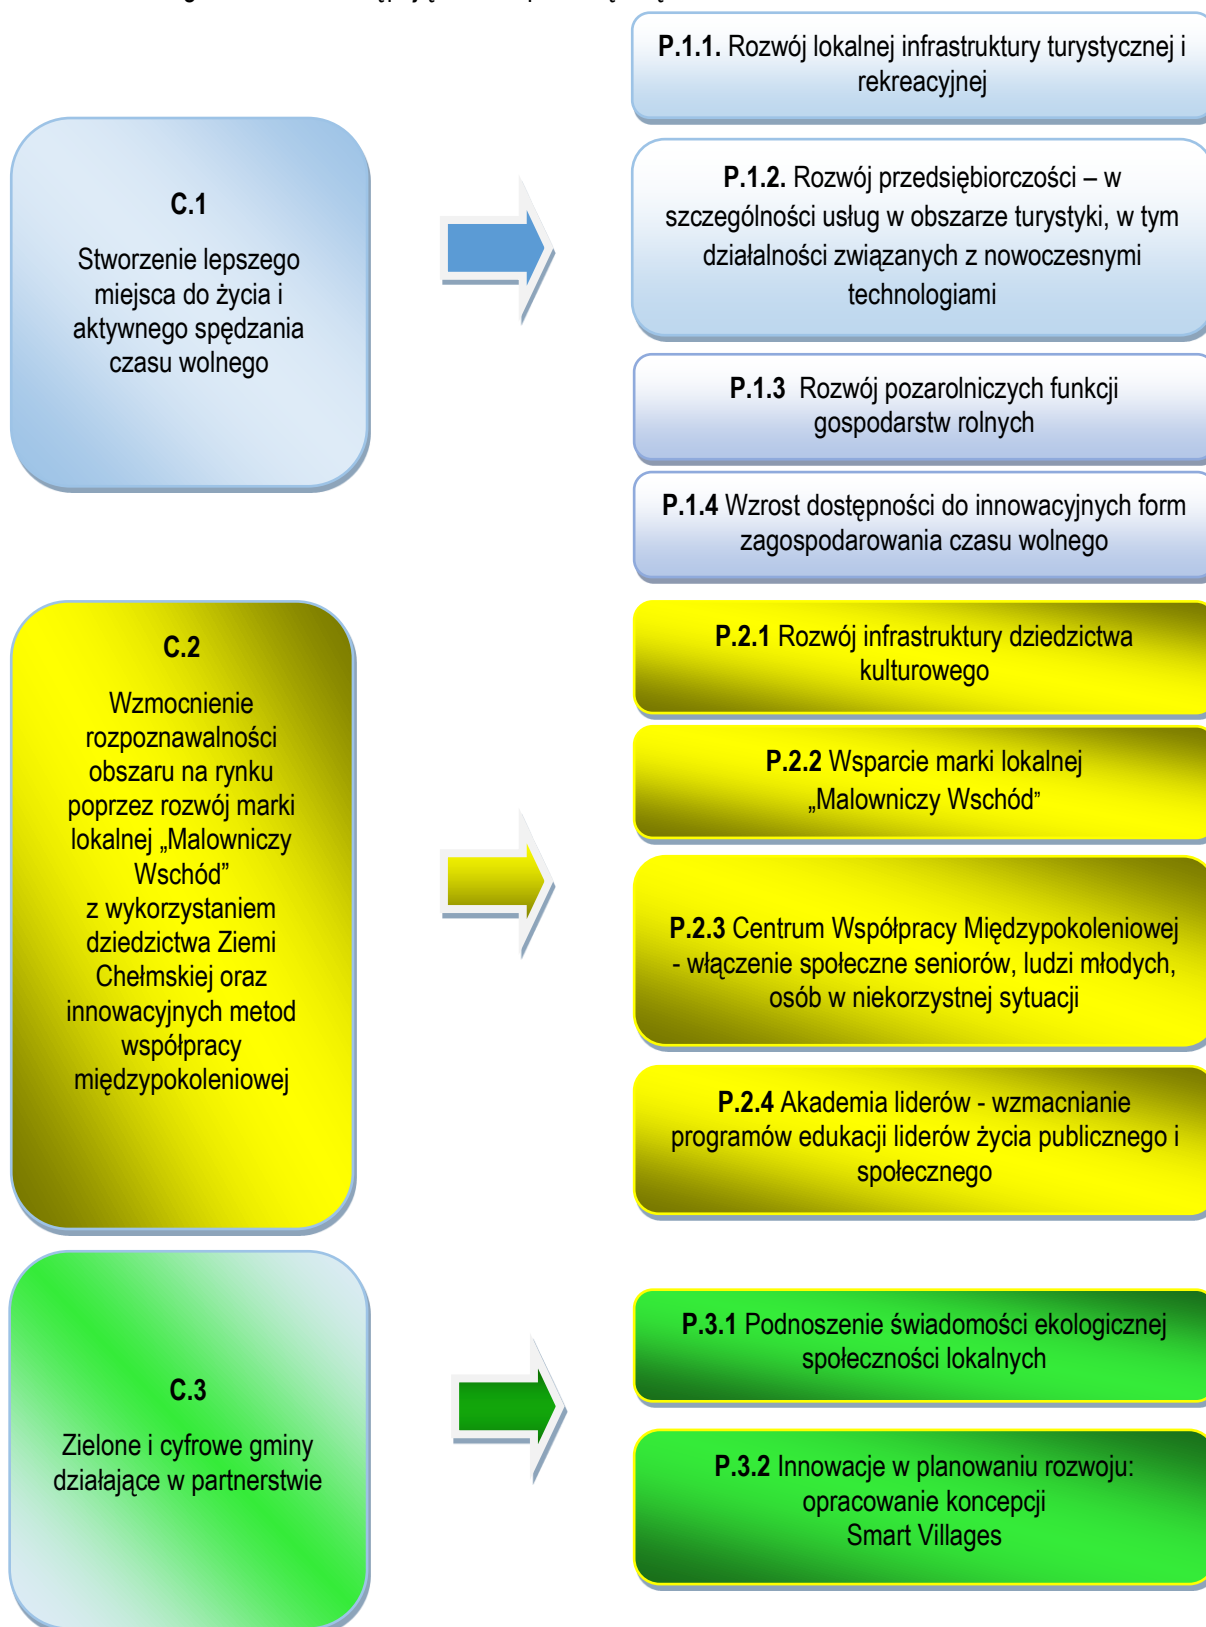 C.1
Stworzenie lepszego
miejsca do życia i
aktywnego spędzania
czasu wolnego
P.1.1. Rozwój lokalnej infrastruktury turystycznej i
rekreacyjnej
P.1.2. Rozwój przedsiębiorczości – w
szczególności usług w obszarze turystyki, w tym
działalności związanych z nowoczesnymi
technologiami
P.1.3 Rozwój pozarolniczych funkcji
gospodarstw rolnych
P.1.4 Wzrost dostępności do innowacyjnych form
zagospodarowania czasu wolnego
C.2
Wzmocnienie
rozpoznawalności
obszaru na rynku
poprzez rozwój marki
lokalnej „Malowniczy
Wschód”
z wykorzystaniem
dziedzictwa Ziemi
Chełmskiej oraz
innowacyjnych metod
współpracy
międzypokoleniowej
P.2.1 Rozwój infrastruktury dziedzictwa
kulturowego
P.2.2 Wsparcie marki lokalnej
„Malowniczy Wschód”
P.2.3 Centrum Współpracy Międzypokoleniowej
- włączenie społeczne seniorów, ludzi młodych,
osób w niekorzystnej sytuacji
P.2.4 Akademia liderów - wzmacnianie
programów edukacji liderów życia publicznego i
społecznego
C.3
Zielone i cyfrowe gminy
działające w partnerstwie
P.3.1 Podnoszenie świadomości ekologicznej
społeczności lokalnych
P.3.2 Innowacje w planowaniu rozwoju:
opracowanie koncepcji
Smart Villages